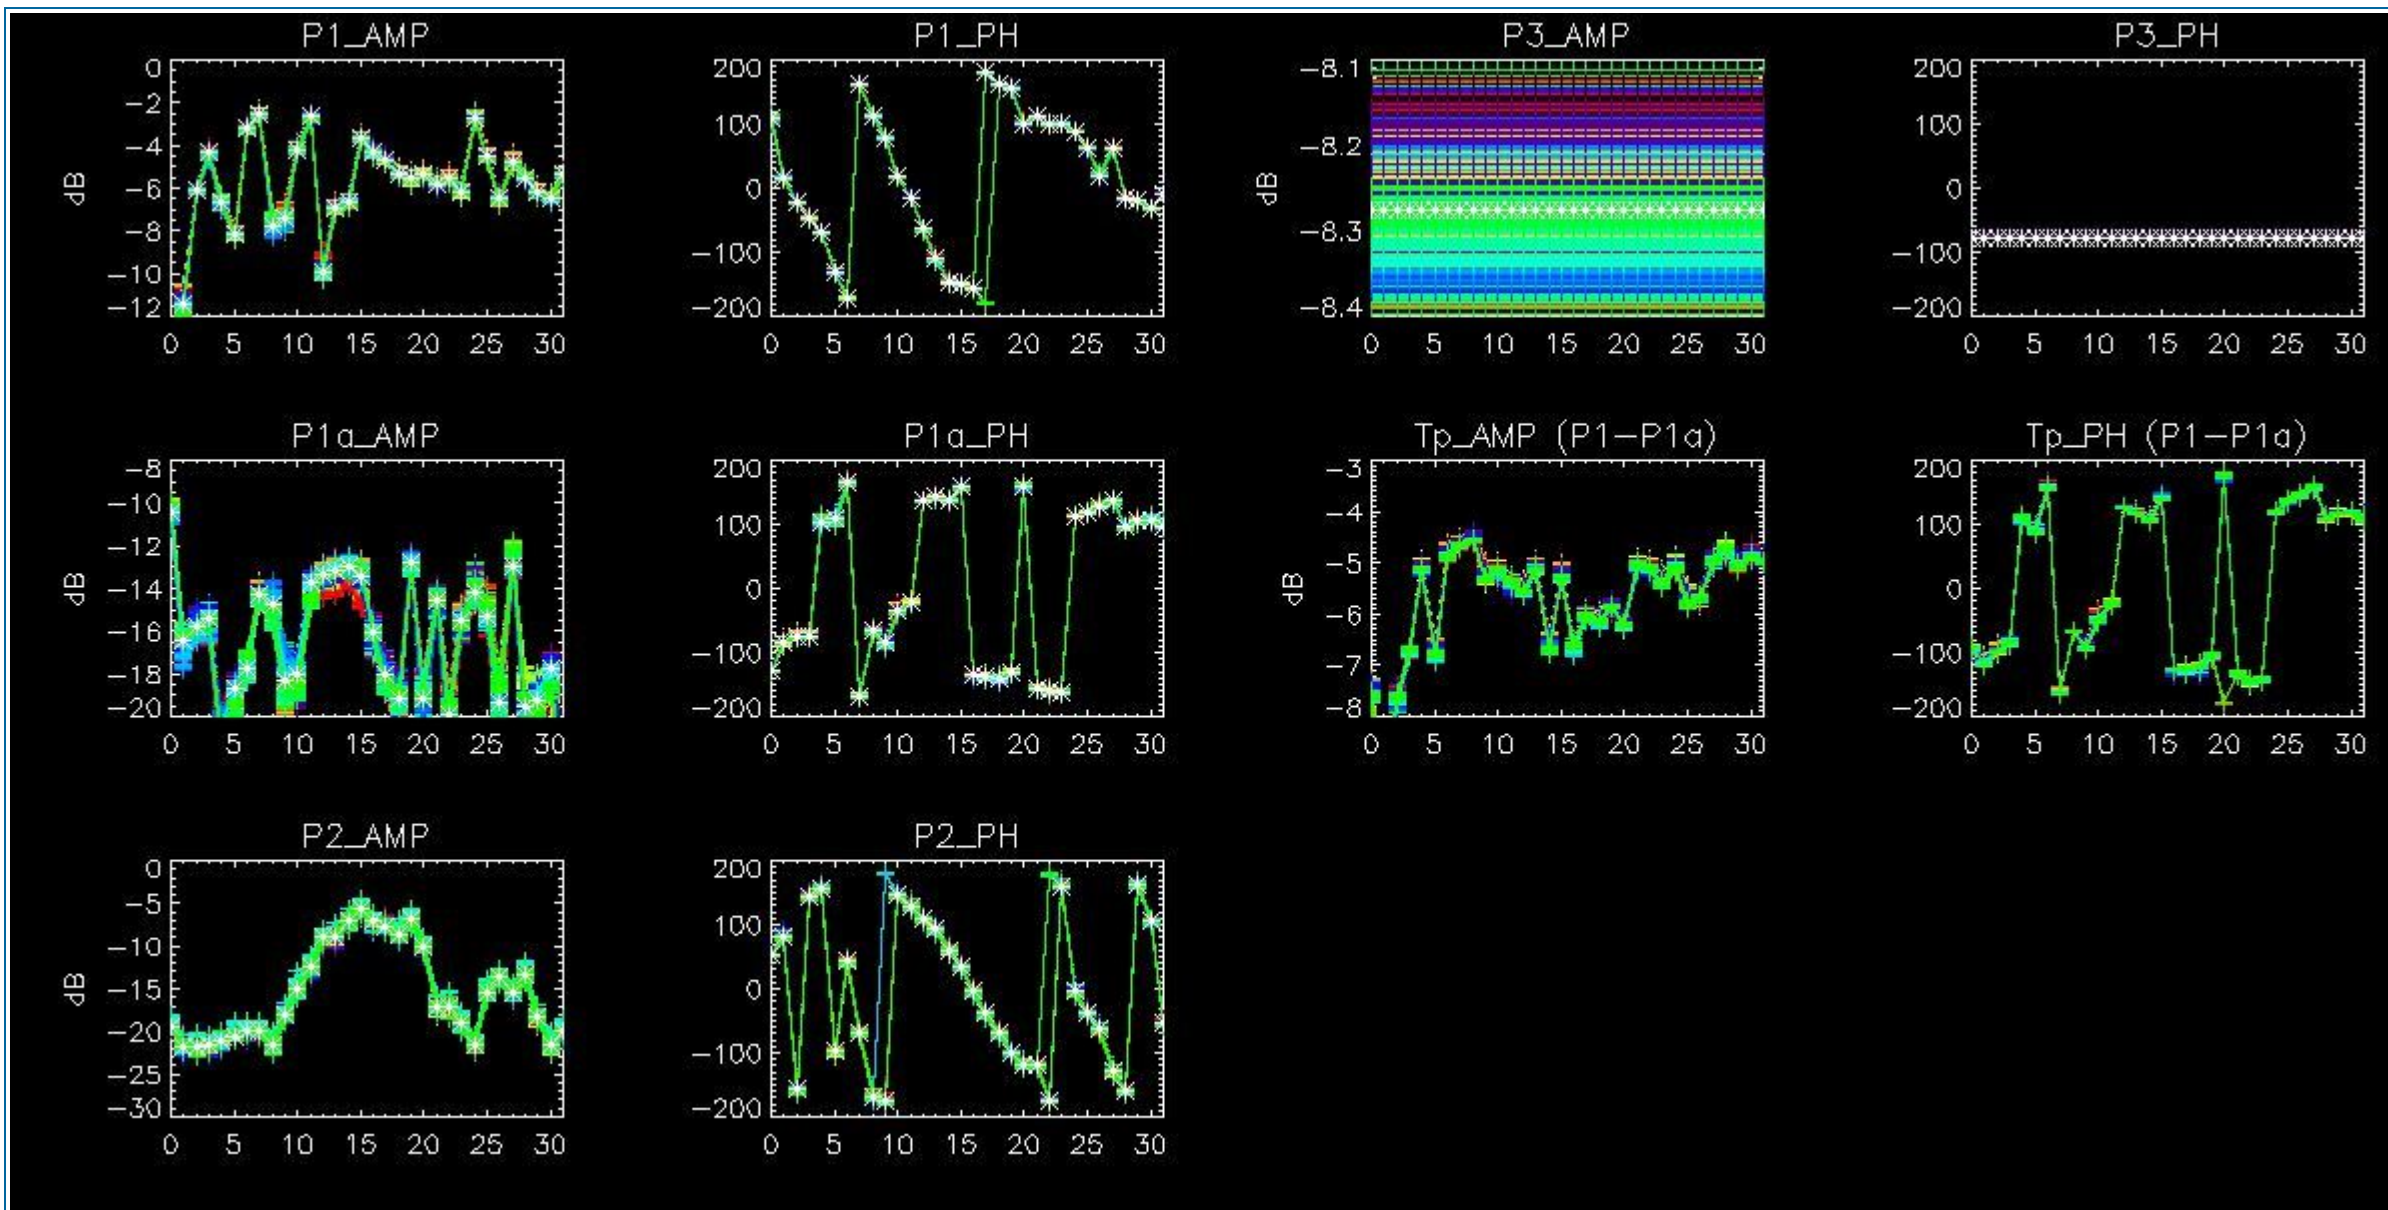 P1_AMP
0
−2
−4
−6
−8
−10
−12
dB
0 5 10 15 20 25 30
P1_PH
200
100
0
−100
−200
0 5 10 15 20 25 30
P3_AMP
−8.1
−8.2
−8.3
−8.4
dB
0 5 10 15 20 25 30
P3_PH
200
100
0
−100
−200
0 5 10 15 20 25 30
P1a_AMP
−8
−10
−12
−14
−16
−18
−20
dB
0 5 10 15 20 25 30
P1a_PH
200
100
0
−100
−200
0 5 10 15 20 25 30
Tp_AMP (P1−P1a)
−3
−4
−5
−6
−7
−8
dB
0 5 10 15 20 25 30
Tp_PH (P1−P1a)
200
100
0
−100
−200
0 5 10 15 20 25 30
P2_AMP
0
−5
−10
−15
−20
−25
−30
dB
0 5 10 15 20 25 30
P2_PH
200
100
0
−100
−200
0 5 10 15 20 25 30